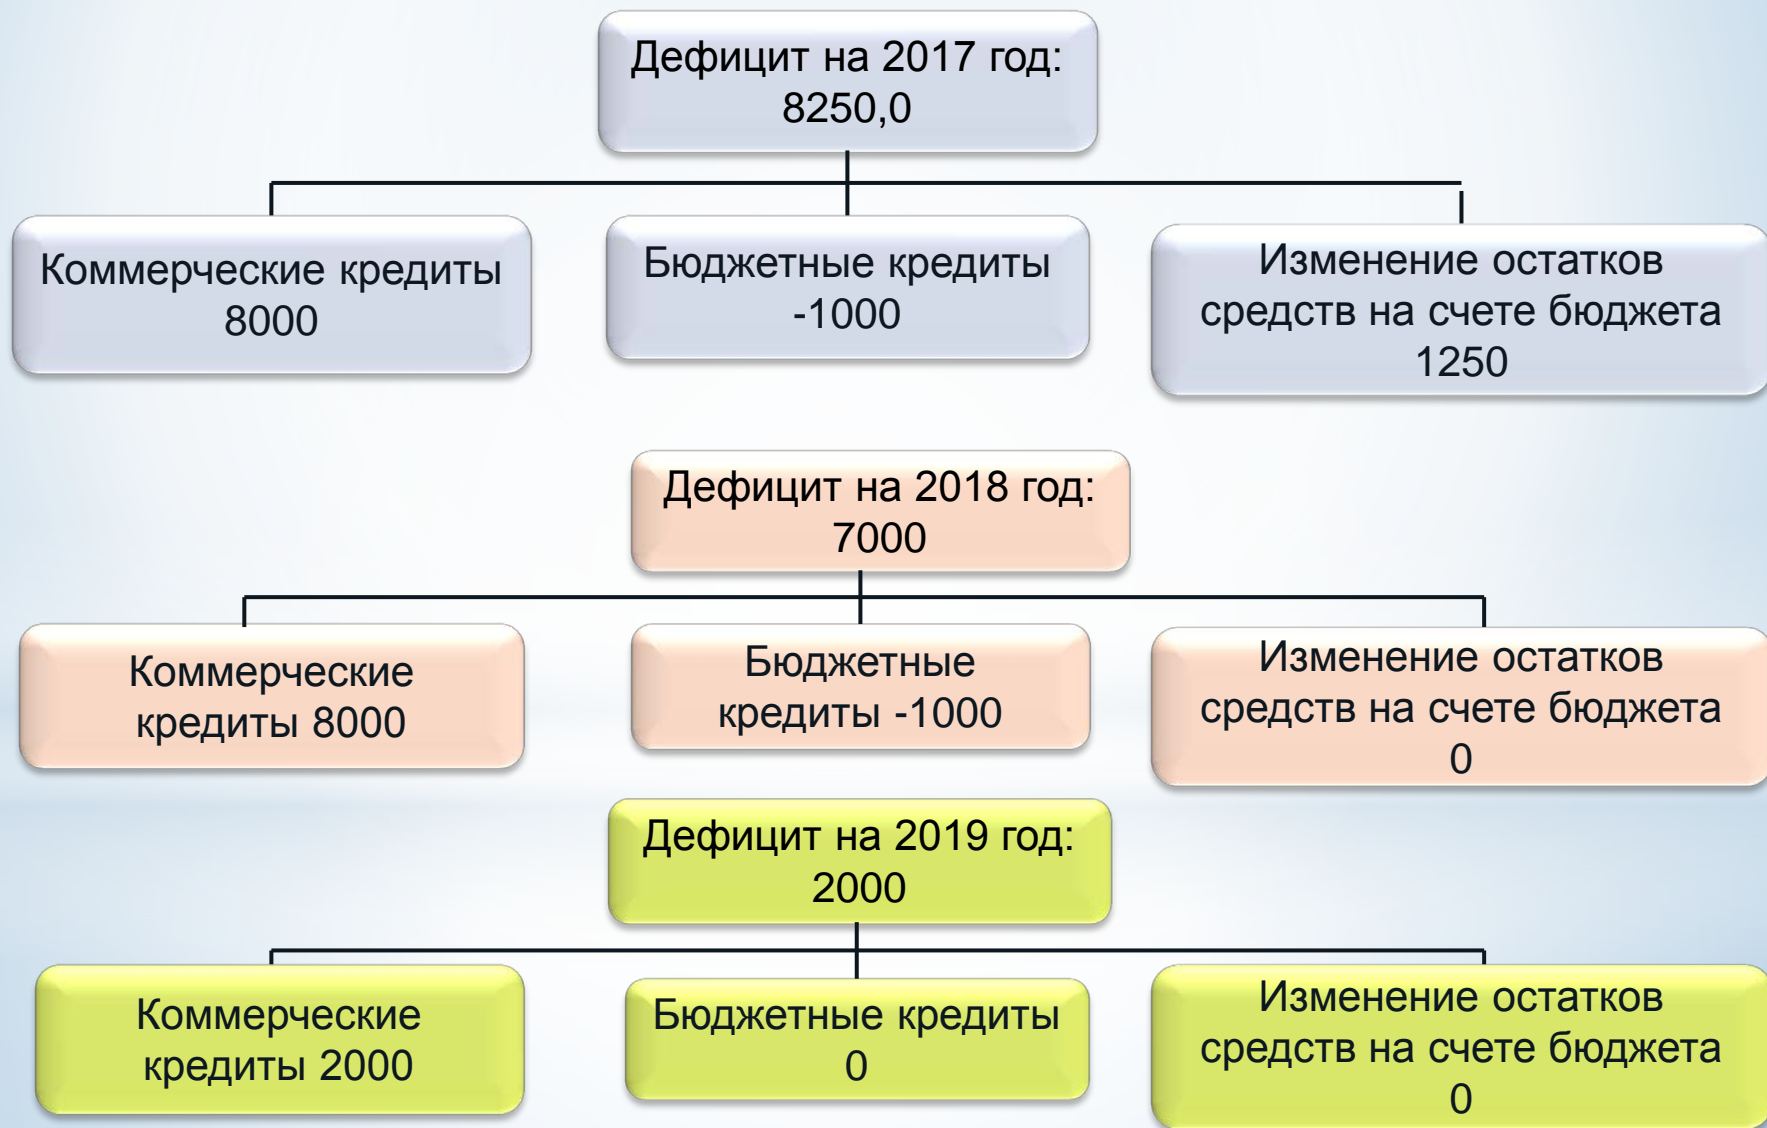 Дефицит на 2017 год:
8250,0
Коммерческие кредиты
8000
Бюджетные кредиты
-1000
Изменение остатков
средств на счете бюджета
1250
Дефицит на 2018 год:
7000
Коммерческие
кредиты 8000
Бюджетные
кредиты -1000
Изменение остатков
средств на счете бюджета
0
Дефицит на 2019 год:
2000
Коммерческие
кредиты 2000
Бюджетные кредиты
0
Изменение остатков
средств на счете бюджета
0